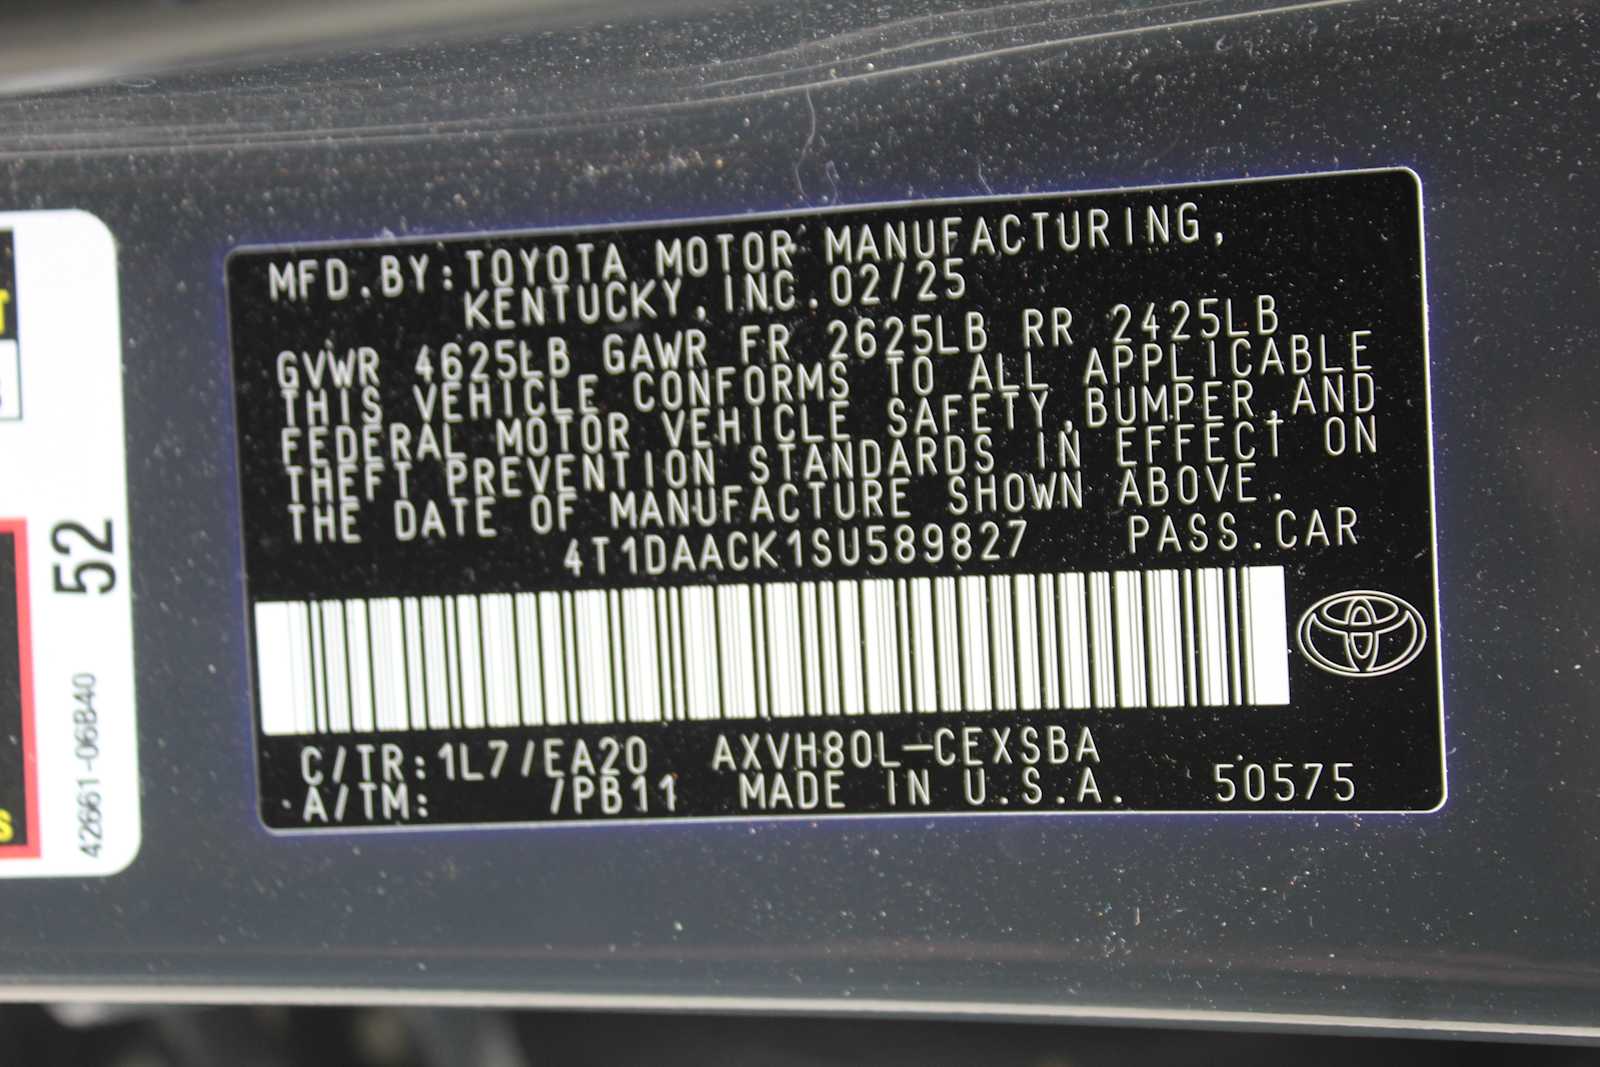 MFD.BY:TOYOTA MOTOR MANUFACTURING,
KENTUCKY,INC.02/25
GVWR 4625LB GAWR FR 2625LB RR 2425LB
THIS VEHICLE CONFORMS TO ALL APPLICABLE
FEDERAL MOTOR VEHICLE SAFETY,BUMPER,AND
THEFT PREVENTION STANDARDS IN EFFECT ON
THE DATE OF MANUFACTURE SHOWN ABOVE.
4T1DAACK1SU589827 PASS.CAR
C/TR:1L7/EA20 AXVH80L-CEXSBA
A/TM: /PB11 MADE IN U.S.A. 50575
52
42661-06B40